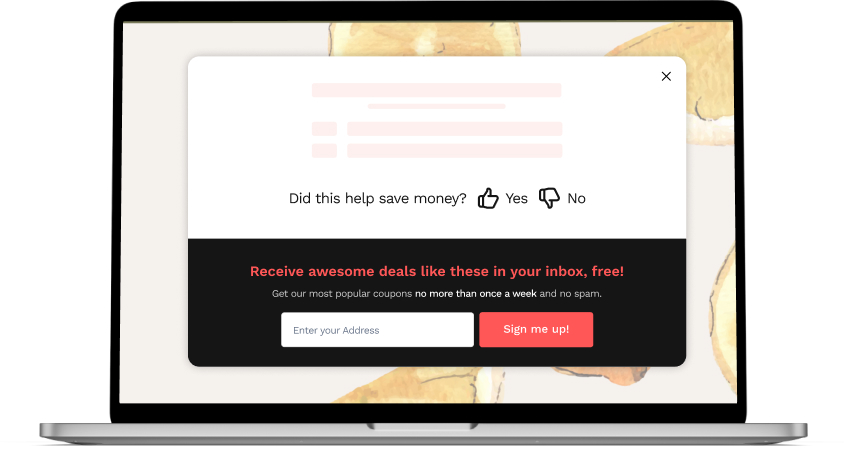 Did this help save money? Yes No
Receive awesome deals like these in your inbox, free!
Get our most popular coupons no more than once a week and no spam.
Enter your Address Sign me up!